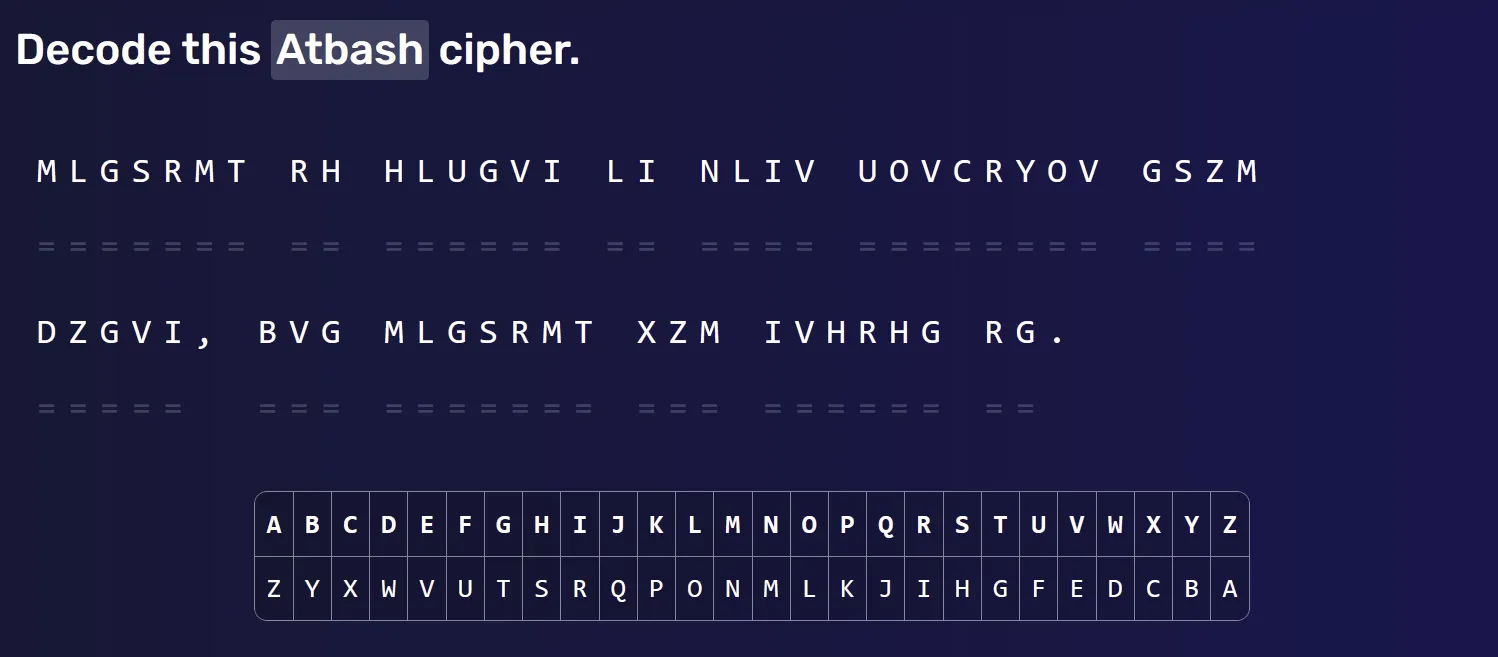 Decode this Atbash cipher.
MLGSRMT RH HLUGVI LI NLIV UOVCRYOV GSZM
======= == ====== == ==== ======== ====
DZGVI, BVG MLGSRMT XZM IVHRHG RG.
===== === ======= === ====== ==
A B C D E F G H I J K L M N O P Q R S T U V W X Y Z
Z Y X W V U T S R Q P O N M L K J I H G F E D C B A